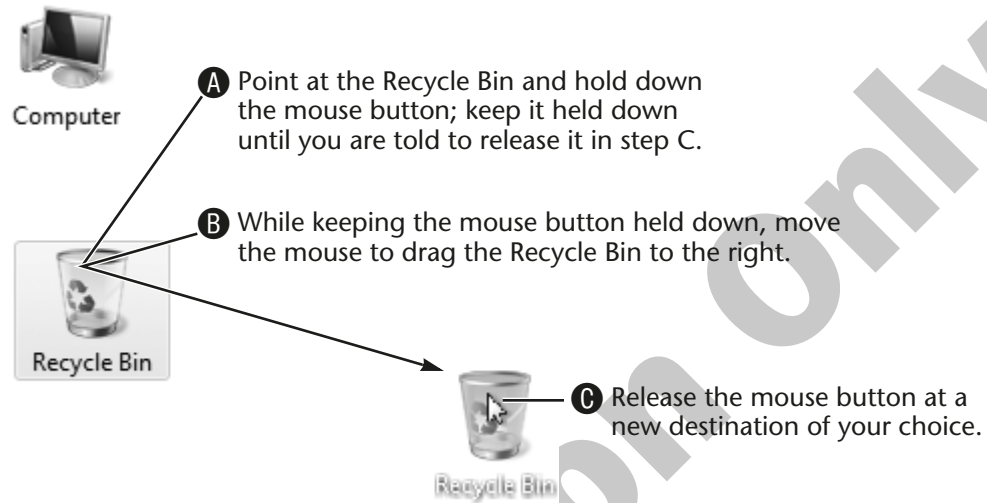 Computer
A Point at the Recycle Bin and hold down
the mouse button; keep it held down
until you are told to release it in step C.
B While keeping the mouse button held down, move
the mouse to drag the Recycle Bin to the right.
Recycle Bin
C Release the mouse button at a
new destination of your choice.
Recycle Bin
on Only